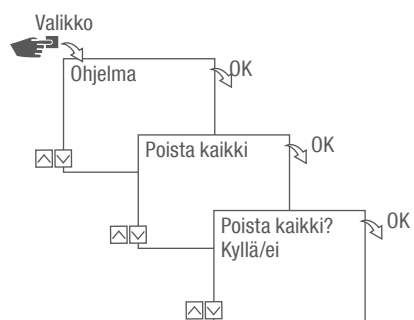 Valikko
Ohjelma
OK
Poista kaikki
OK
Poista kaikki?
Kyllä/ei
OK